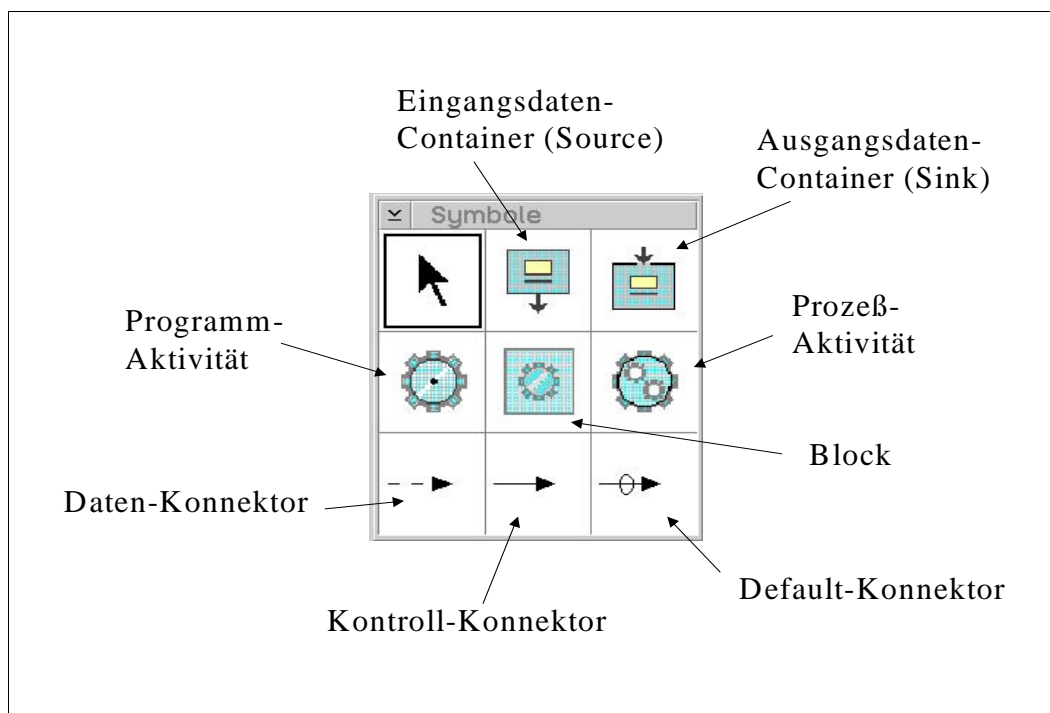 Eingangsdaten-
Container (Source)
Ausgangsdaten-
Container (Sink)
Symbole
Programm-
Aktivität
Prozeß-
Aktivität
Block
Daten-Konnektor
Default-Konnektor
Kontroll-Konnektor